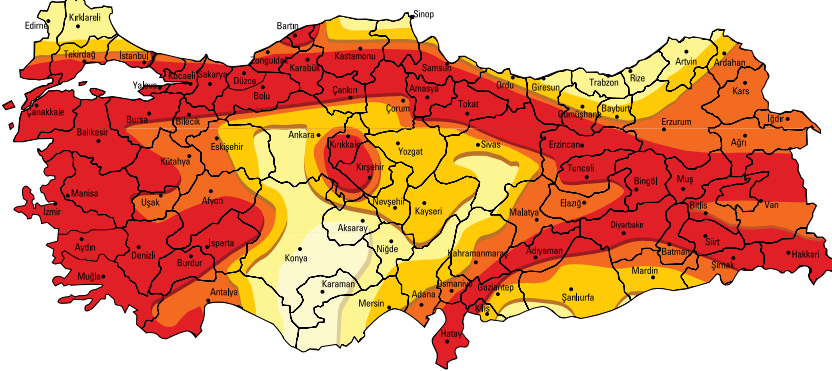 Edirne
Kırklareli
Tekirdağ
İstanbul
Yalova
Kocaeli
Sakarya
Düzce
Bolu
Zonguldak
Bartın
Karabük
Kastamonu
Sinop
Çankırı
Çorum
Samsun
Amasya
Tokat
Ordu
Giresun
Trabzon
Rize
Artvin
Ardahan
Kars
Gümüşhane
Bayburt
Erzurum
Iğdır
Ağrı
Çanakkale
Balıkesir
Bursa
Bilecik
Kütahya
Eskişehir
Ankara
Kırıkkale
Kırşehir
Yozgat
Sivas
Erzincan
Tunceli
Bingöl
Muş
Bitlis
Van
Manisa
İzmir
Uşak
Afyon
Aksaray
Nevşehir
Kayseri
Malatya
Elazığ
Diyarbakır
Batman
Siirt
Şırnek
Hakkari
Aydın
Denizli
Isparta
Burdur
Muğla
Antalya
Konya
Niğde
Karaman
Mersin
Adana
Kahramanmaraş
Osmaniye
Gaziantep
Kilis
Hatay
Adıyaman
Şanlıurfa
Mardin